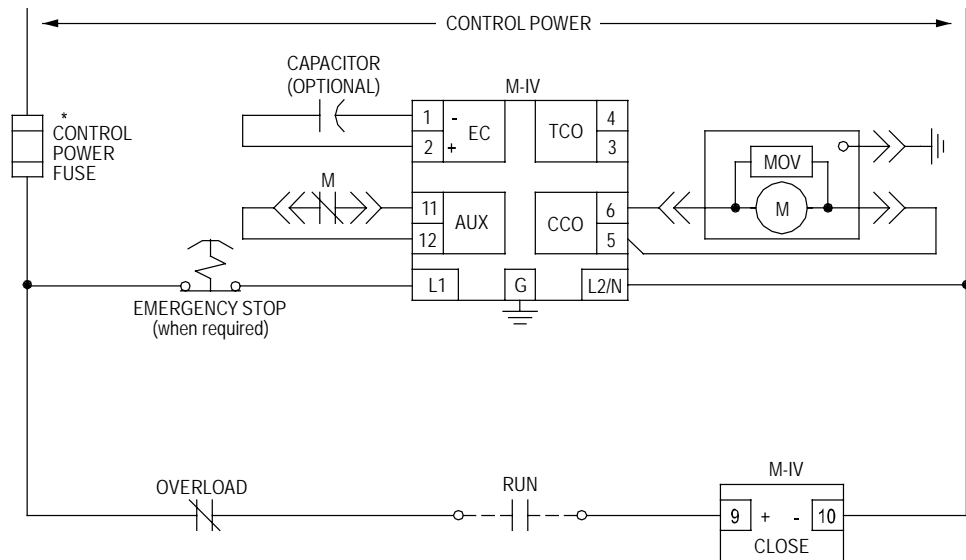 CONTROL POWER
CAPACITOR
(OPTIONAL)
M-IV
*
CONTROL
POWER
FUSE
1 - EC TCO 4
2 + 3
MOV
M
M
11 AUX CCO 6
12 5
L1 G L2/N
EMERGENCY STOP
(when required)
OVERLOAD
RUN
M-IV
9 + - 10
CLOSE